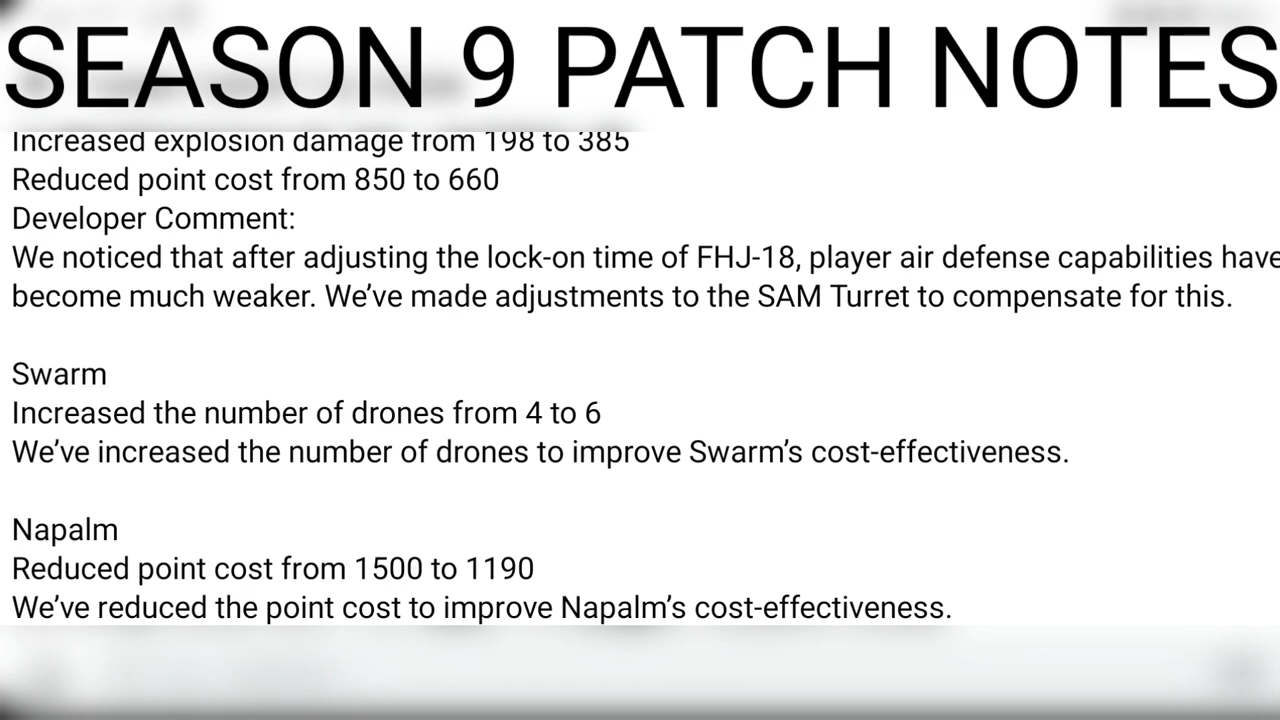 SEASON 9 PATCH NOTES
Increased explosion damage from 198 to 385
Reduced point cost from 850 to 660
Developer Comment:
We noticed that after adjusting the lock-on time of FHJ-18, player air defense capabilities have
become much weaker. We’ve made adjustments to the SAM Turret to compensate for this.
Swarm
Increased the number of drones from 4 to 6
We’ve increased the number of drones to improve Swarm’s cost-effectiveness.
Napalm
Reduced point cost from 1500 to 1190
We’ve reduced the point cost to improve Napalm’s cost-effectiveness.